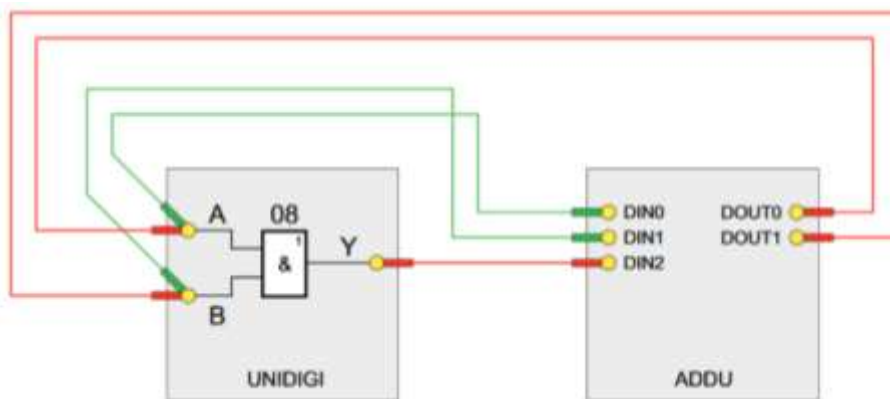 A 08
1
& Y
B
UNIDIGI
DIN0 DOUT0
DIN1 DOUT1
DIN2
ADDU